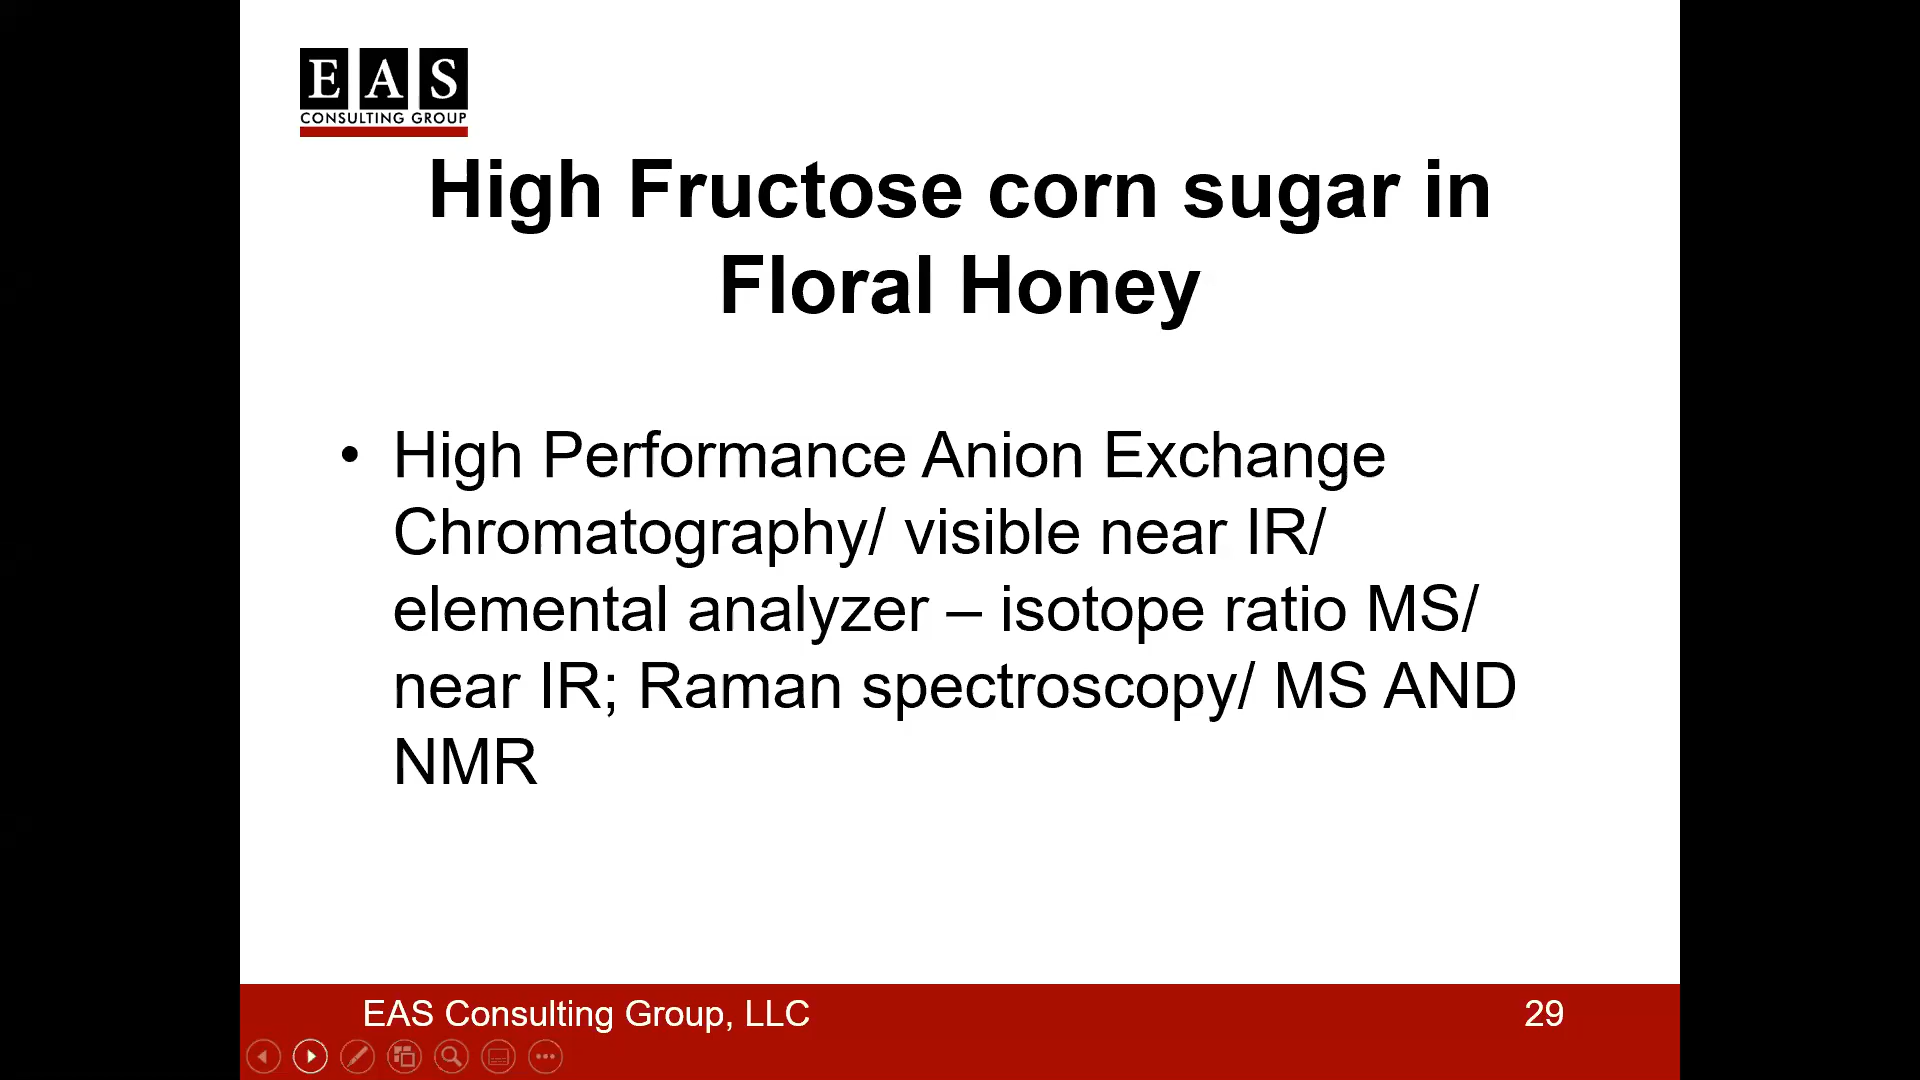 EAS
CONSULTING GROUP
High Fructose corn sugar in
Floral Honey
• High Performance Anion Exchange
Chromatography/ visible near IR/
elemental analyzer – isotope ratio MS/
near IR; Raman spectroscopy/ MS AND
NMR
EAS Consulting Group, LLC
29